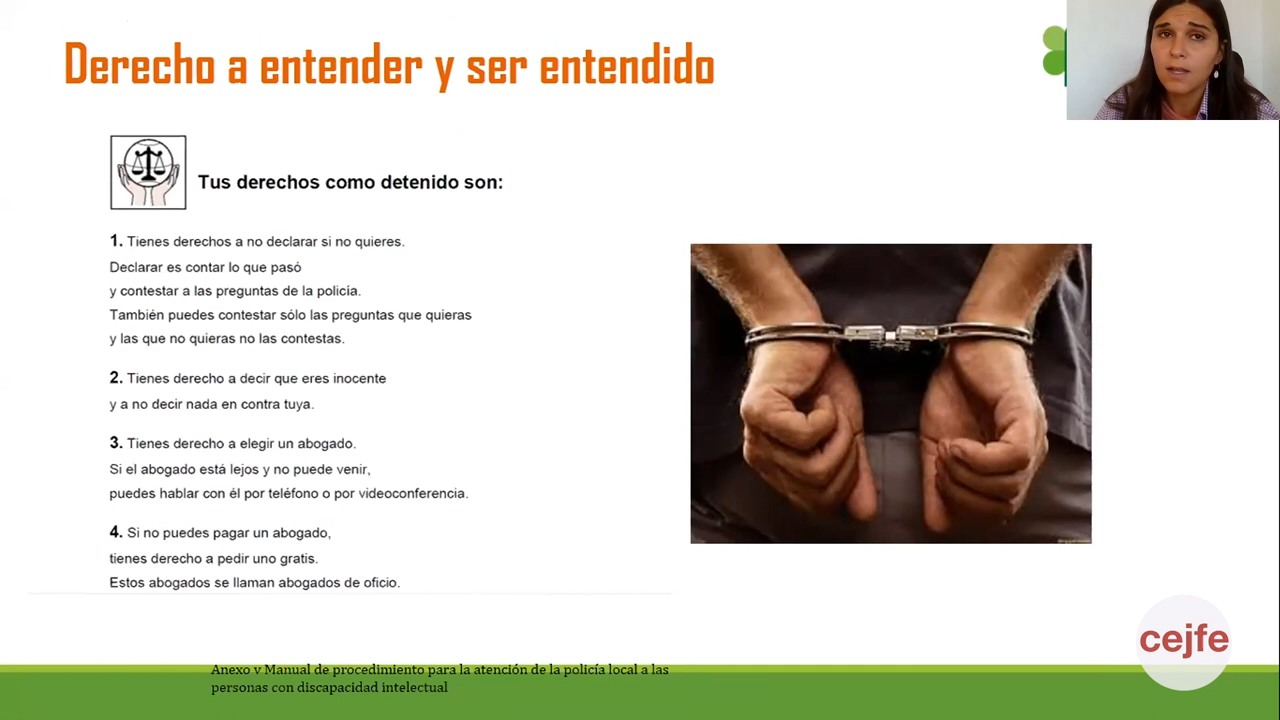 Derecho a entender y ser entendido
Tus derechos como detenido son:
1. Tienes derechos a no declarar si no quieres.
Declarar es contar lo que pasó
y contestar a las preguntas de la policía.
También puedes contestar sólo las preguntas que quieras
y las que no quieras no las contestas.
2. Tienes derecho a decir que eres inocente
y a no decir nada en contra tuya.
3. Tienes derecho a elegir un abogado.
Si el abogado está lejos y no puede venir,
puedes hablar con él por teléfono o por videoconferencia.
4. Si no puedes pagar un abogado,
tienes derecho a pedir uno gratis.
Estos abogados se llaman abogados de oficio.
cejfe
Anexo v Manual de procedimiento para la atención de la policía local a las
personas con discapacidad intelectual